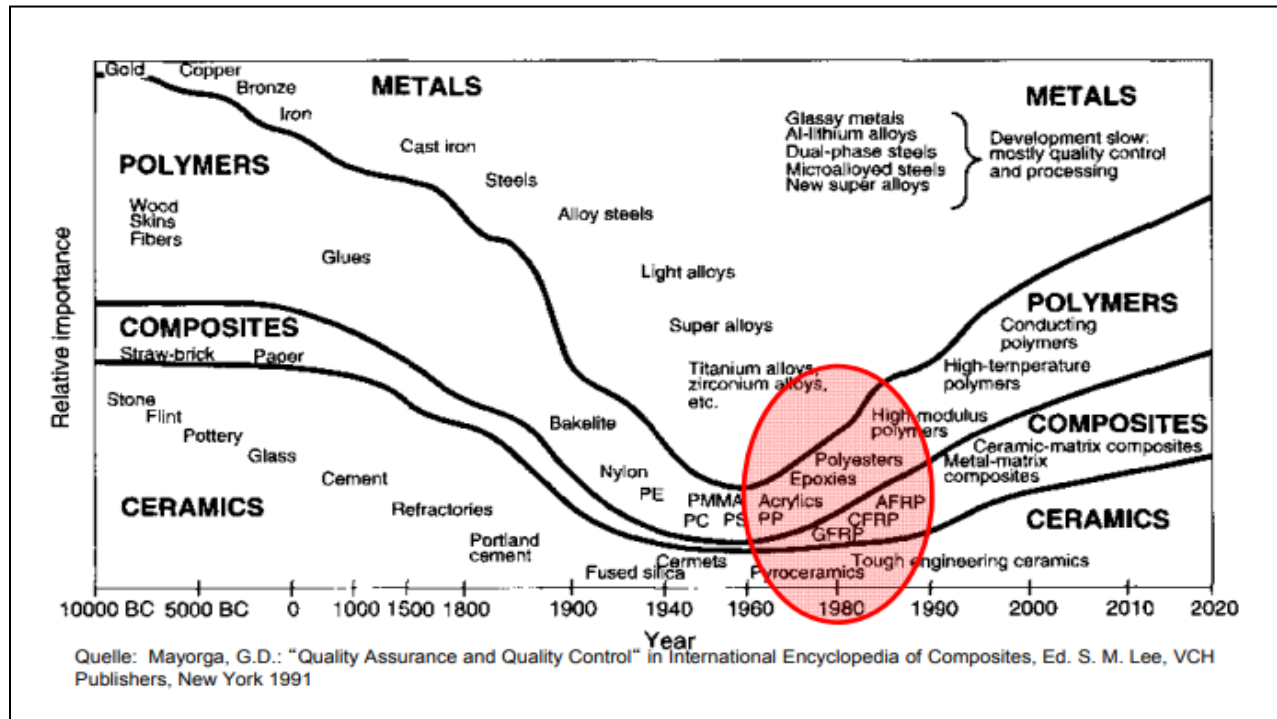 Gold
Copper
Bronze
Iron
METALS
Cast iron
Steels
Alloy steels
Light alloys
Super alloys
Titanium alloys,
zirconium alloys,
etc.
Glassy metals
Al-lithium alloys
Dual-phase steels
Microalloyed steels
New super alloys
Development slow:
mostly quality control
and processing
METALS
POLYMERS
Wood
Skins
Fibers
Glues
Bakelite
Nylon
PE
PMMA
PC
PS
Acrylics
PP
Epoxies
Polyesters
High-modulus
polymers
High-temperature
polymers
Conducting
polymers
POLYMERS
COMPOSITES
Straw-brick
Paper
GFRP
CFRP
AFRP
Metal-matrix
composites
Ceramic-matrix composites
COMPOSITES
Stone
Flint
Pottery
Glass
Cement
CERAMICS
Refractories
Portland
cement
Fused silica
Cermets
Pyroceramics
Tough engineering ceramics
CERAMICS
Relative importance
10000 BC 5000 BC 0 1000 1500 1800 1900 1940 1960 1980 1990 2000 2010 2020
Year
Quelle: Mayorga, G.D.: "Quality Assurance and Quality Control“ in International Encyclopedia of Composites, Ed. S. M. Lee, VCH
Publishers, New York 1991